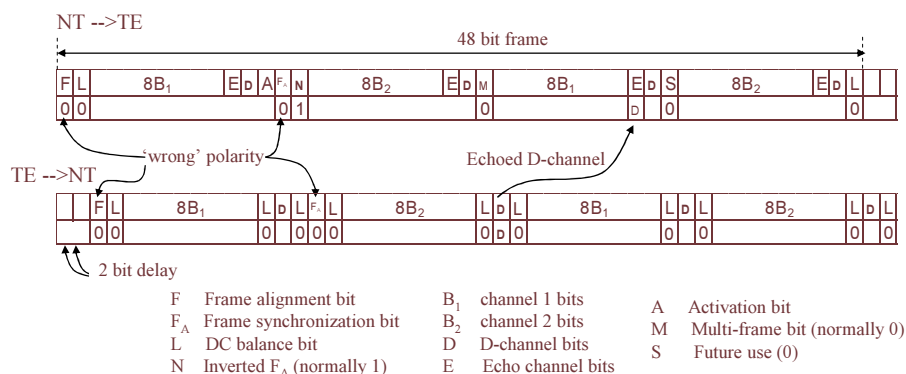 NT -->TE
48 bit frame
F L 8B₁ E D A F_A N 8B₂ E D M 8B₁ E D S 8B₂ E D L
0 0 0 1 0 D 0 0
'wrong' polarity
Echoed D-channel
TE -->NT
F L 8B₁ L D L F_A L 8B₂ L D L 8B₁ L D L 8B₂ L D L
0 0 0 0 0 0 0 D 0 0 0 0 0
2 bit delay
F Frame alignment bit
F_A Frame synchronization bit
L DC balance bit
N Inverted F_A (normally 1)
B₁ channel 1 bits
B₂ channel 2 bits
D D-channel bits
E Echo channel bits
A Activation bit
M Multi-frame bit (normally 0)
S Future use (0)